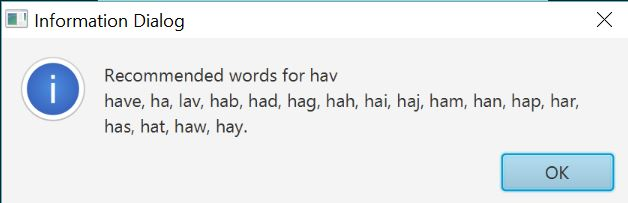 Information Dialog
Recommended words for hav
have, ha, lav, hab, had, hag, hah, hai, haj, ham, han, hap, har,
has, hat, haw, hay.
OK